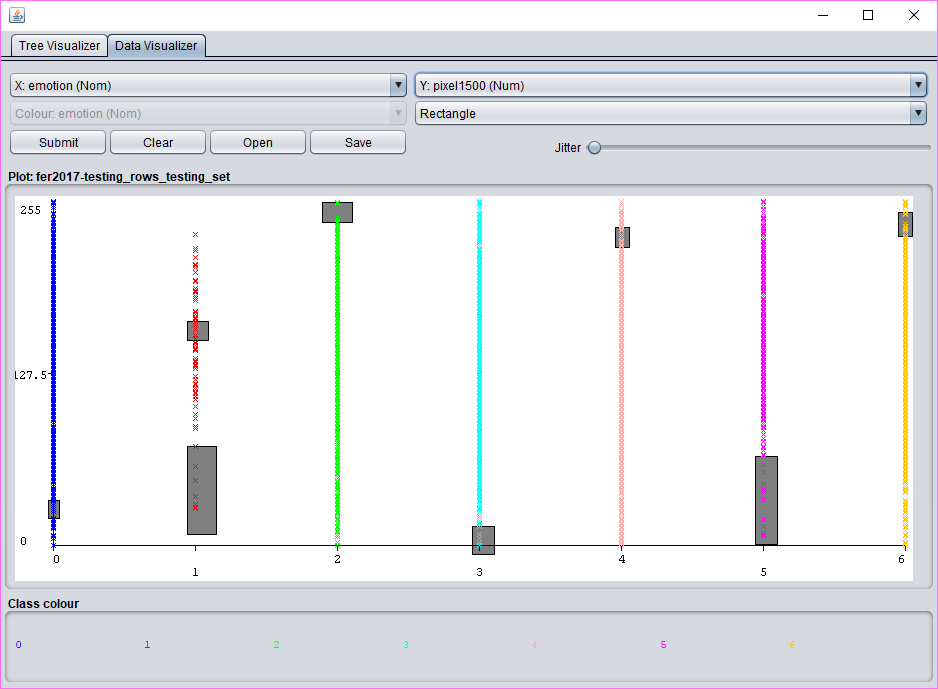 Tree Visualizer Data Visualizer
X: emotion (Nom) Y: pixel1500 (Num)
Colour: emotion (Nom) Rectangle
Submit Clear Open Save Jitter
Plot: fer2017-testing_rows_testing_set
255
127.5
0
0 2 4 6
1 3 5
Class colour
0 1 2 3 4 5 6